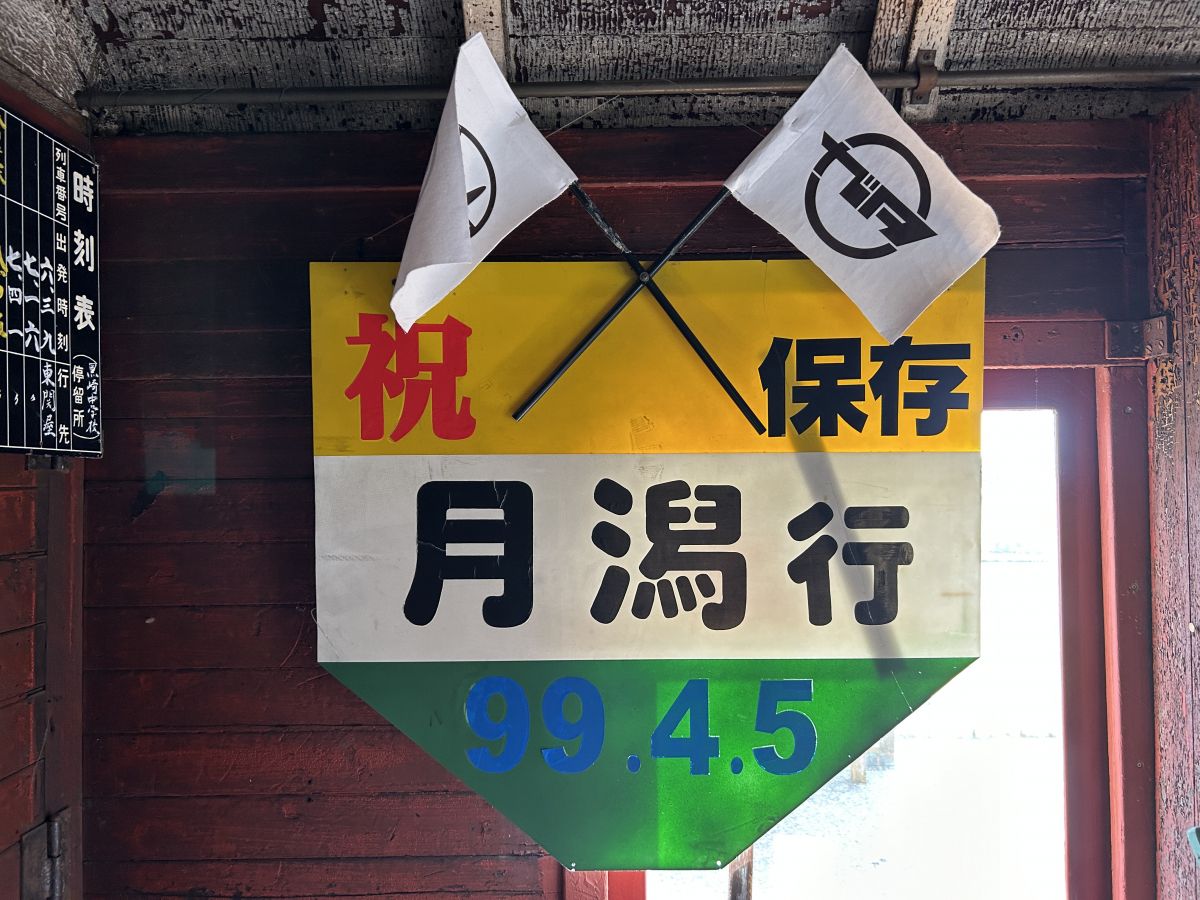 祝 保存
月潟行
99.4.5
時刻表
(黒崎中学校
停留所)
列車番号 出発時刻 行先
六、三九 東関屋
七、一六 〃
七、四一 〃